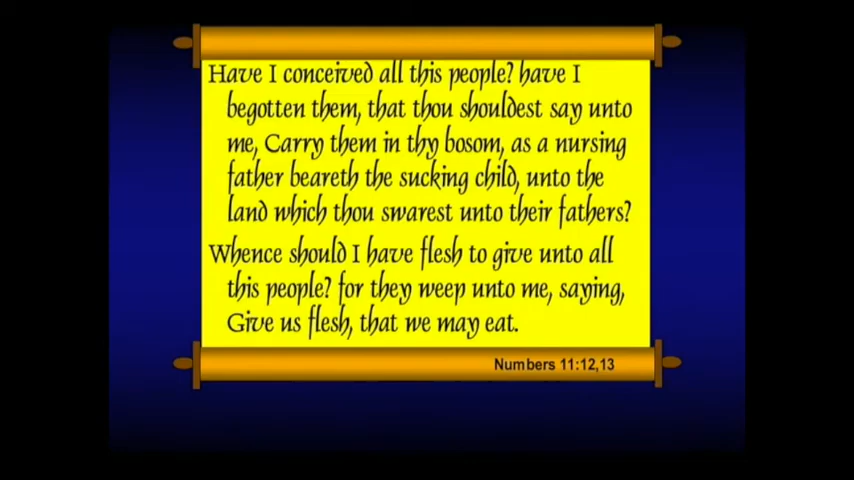 Have I conceived all this people? have I
begotten them, that thou shouldest say unto
me, Carry them in thy bosom, as a nursing
father beareth the sucking child, unto the
land which thou swarest unto their fathers?
Whence should I have flesh to give unto all
this people? for they weep unto me, saying,
Give us flesh, that we may eat.
Numbers 11:12,13